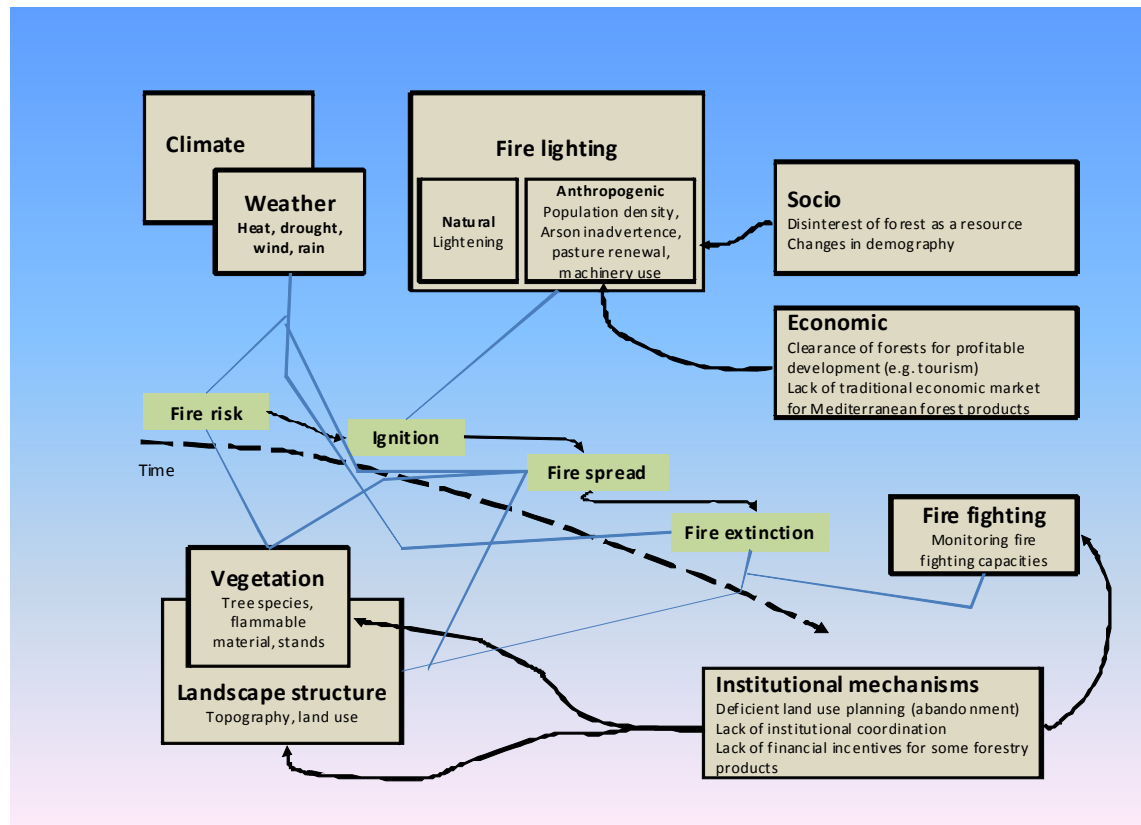 Climate
Weather
Heat, drought,
wind, rain
Fire lighting
Natural
Lightening
Anthropogenic
Population density,
Arson inadvertence,
pasture renewal,
machinery use
Socio
Disinterest of forest as a resource
Changes in demography
Economic
Clearance of forests for profitable
development (e.g. tourism)
Lack of traditional economic market
for Mediterranean forest products
Fire risk
Ignition
Time
Fire spread
Fire extinction
Fire fighting
Monitoring fire
fighting capacities
Vegetation
Tree species,
flammable
material, stands
Landscape structure
Topography, land use
Institutional mechanisms
Deficient land use planning (abandonment)
Lack of institutional coordination
Lack of financial incentives for some forestry
products